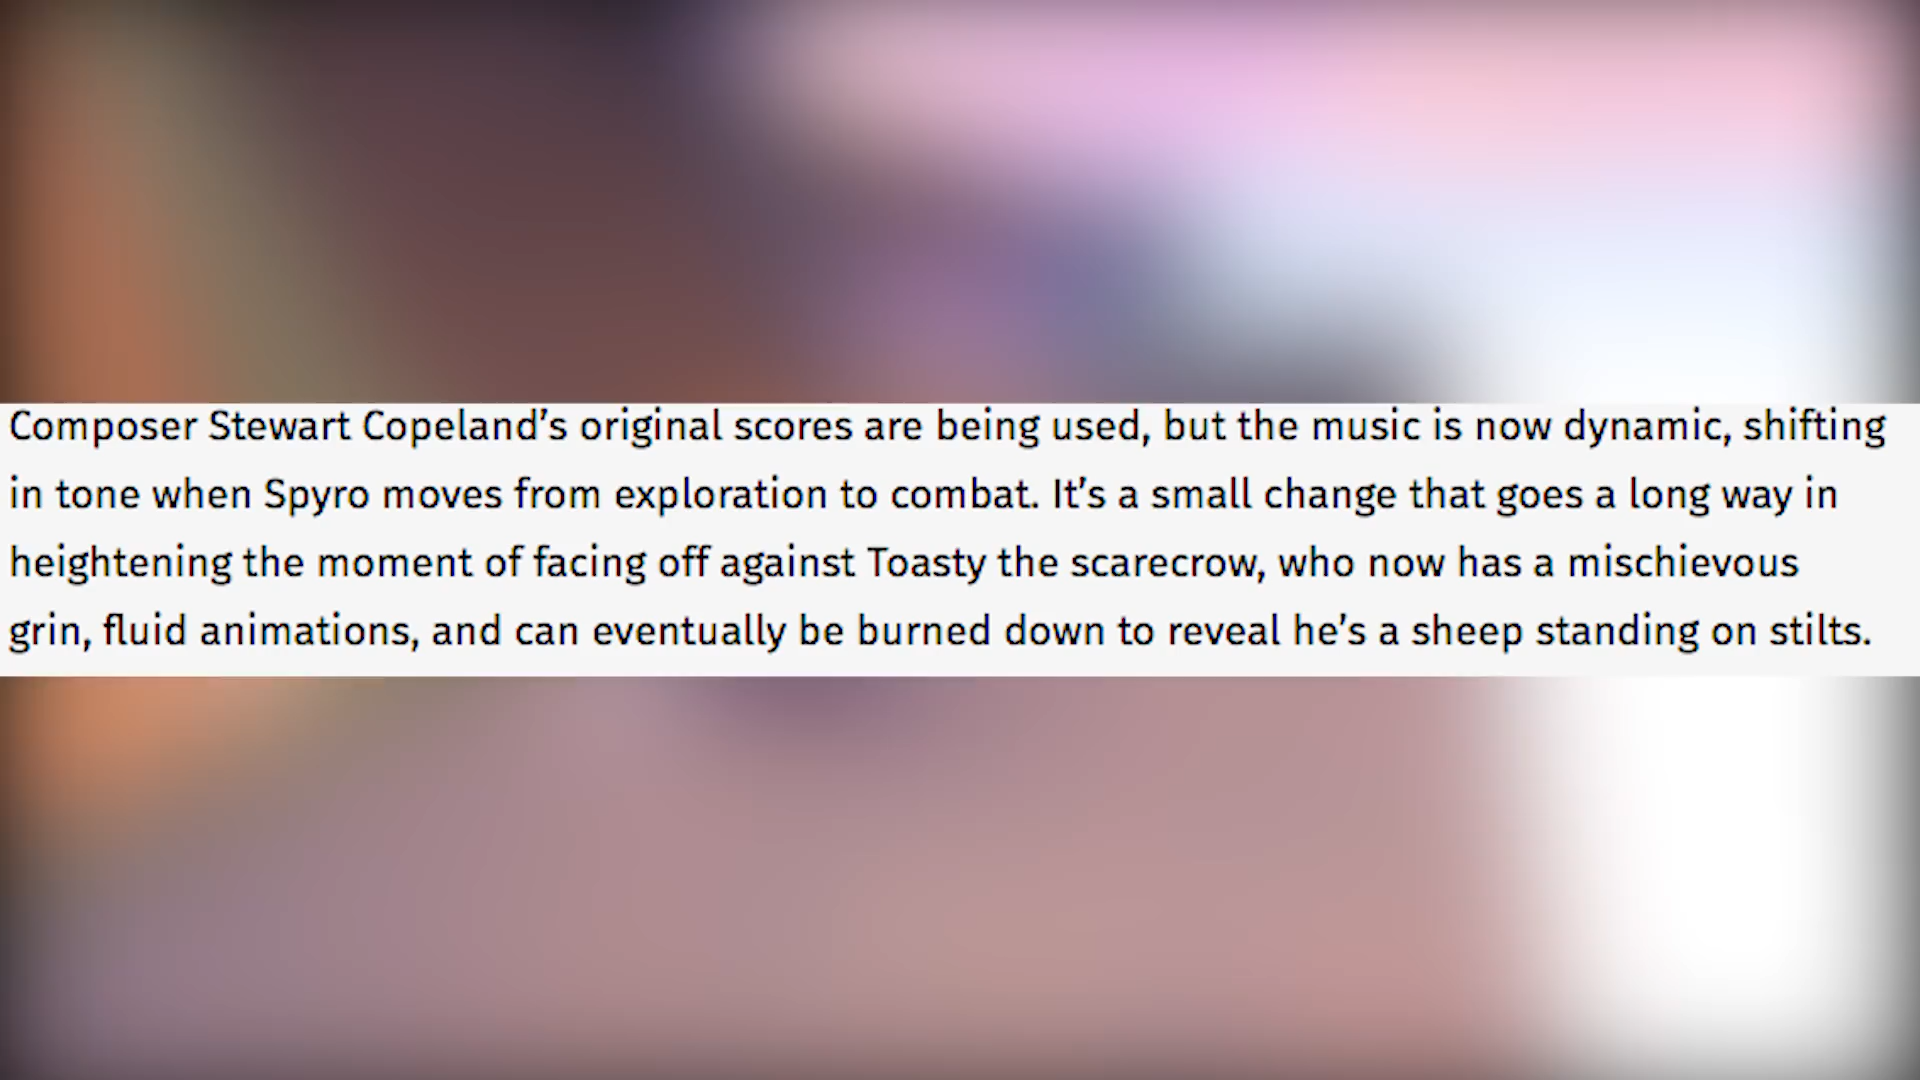 Composer Stewart Copeland’s original scores are being used, but the music is now dynamic, shifting
in tone when Spyro moves from exploration to combat. It’s a small change that goes a long way in
heightening the moment of facing off against Toasty the scarecrow, who now has a mischievous
grin, fluid animations, and can eventually be burned down to reveal he’s a sheep standing on stilts.